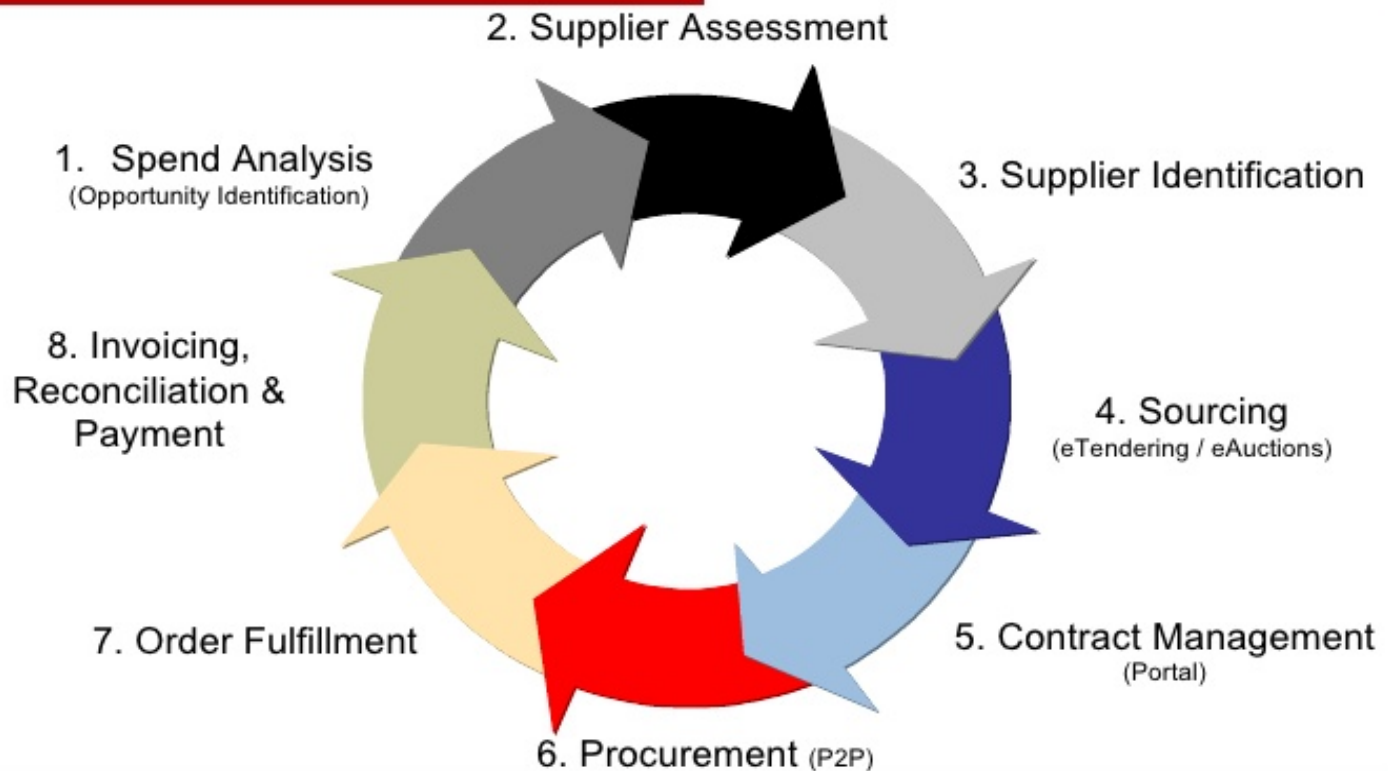 2. Supplier Assessment
1. Spend Analysis
(Opportunity Identification)
3. Supplier Identification
8. Invoicing,
Reconciliation &
Payment
4. Sourcing
(eTendering / eAuctions)
7. Order Fulfillment
5. Contract Management
(Portal)
6. Procurement (P2P)